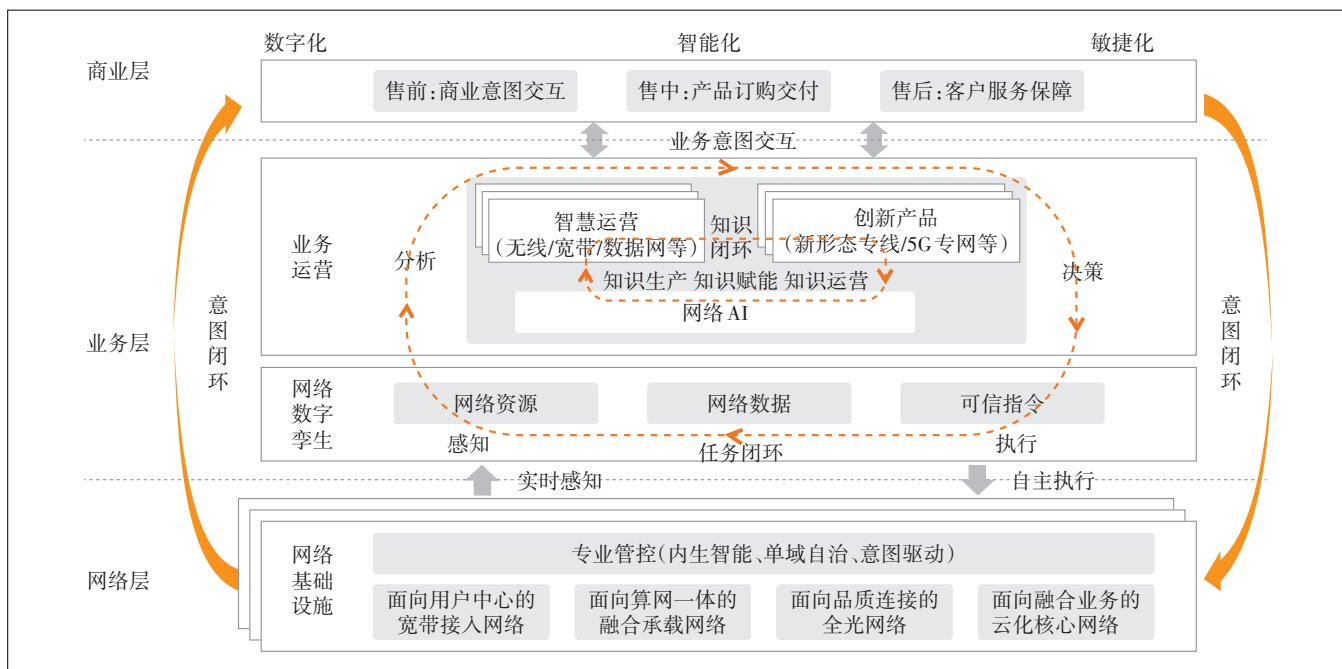 数字化
智能化
敏捷化
商业层
售前:商业意图交互
售中:产品订购交付
售后:客户服务保障
业务意图交互
业务层
业务
运营
分析
智慧运营
(无线/宽带/数据网等)
知识
闭环
创新产品
(新形态专线/5G专网等)
决策
知识生产 知识赋能 知识运营
网络AI
意
图
闭
环
意
图
闭
环
网络
数字
孪生
网络资源
网络数据
可信指令
感知
任务闭环
执行
实时感知
自主执行
网络层
网络
基础
设施
专业管控(内生智能、单域自治、意图驱动)
面向用户中心的
宽带接入网络
面向算网一体的
融合承载网络
面向品质连接的
全光网络
面向融合业务的
云化核心网络